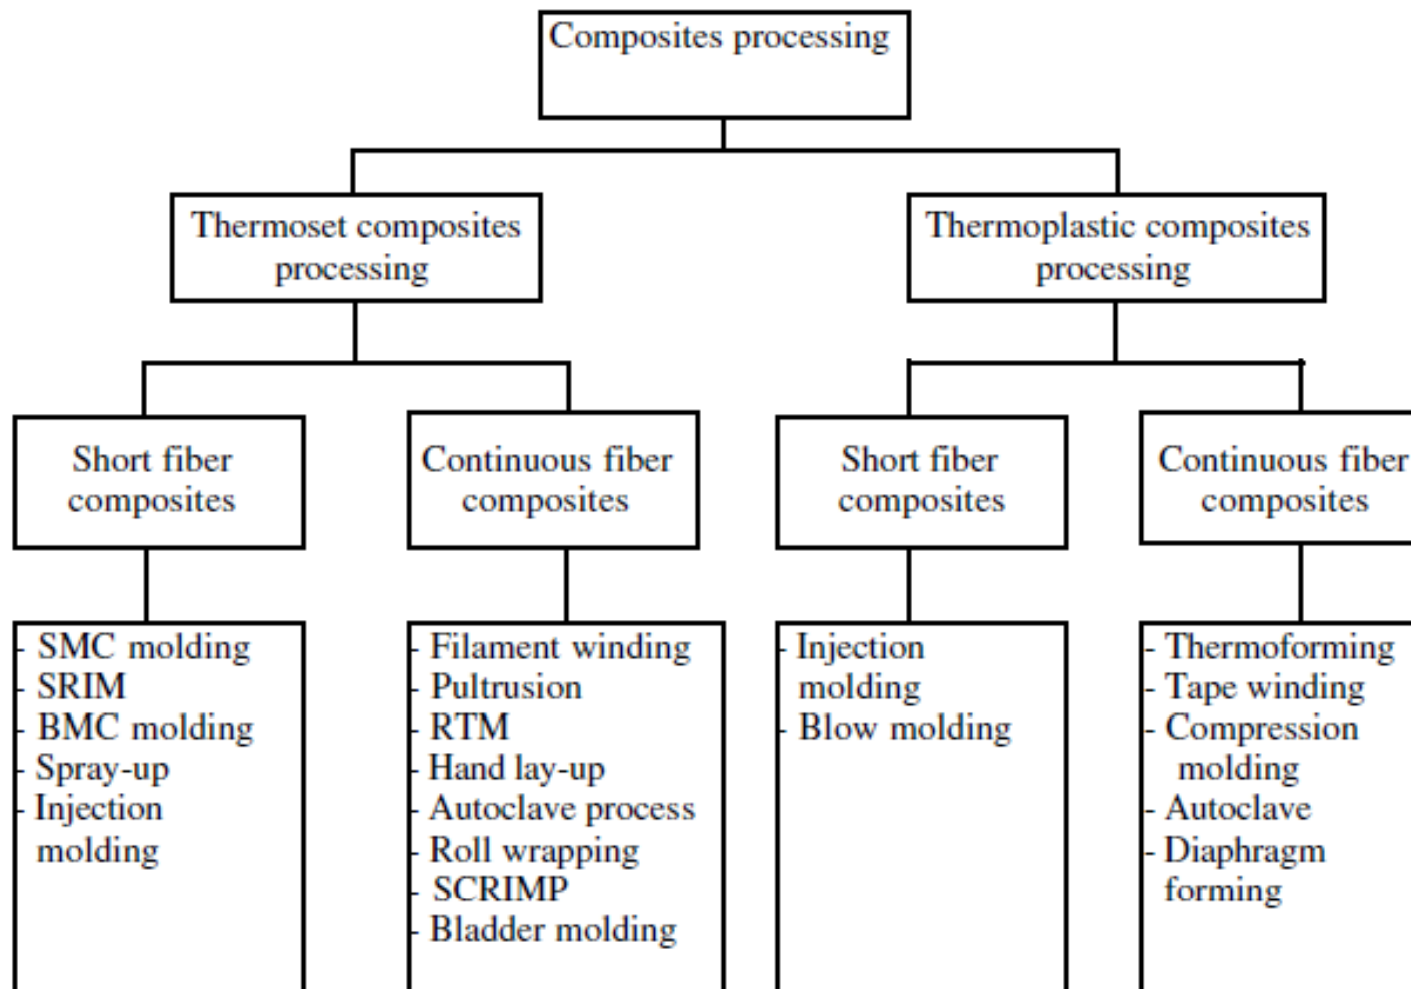 Composites processing
Thermoset composites
processing
Thermoplastic composites
processing
Short fiber
composites
Continuous fiber
composites
Short fiber
composites
Continuous fiber
composites
- SMC molding
- SRIM
- BMC molding
- Spray-up
- Injection
molding
- Filament winding
- Pultrusion
- RTM
- Hand lay-up
- Autoclave process
- Roll wrapping
- SCRIMP
- Bladder molding
- Injection
molding
- Blow molding
- Thermoforming
- Tape winding
- Compression
molding
- Autoclave
- Diaphragm
forming